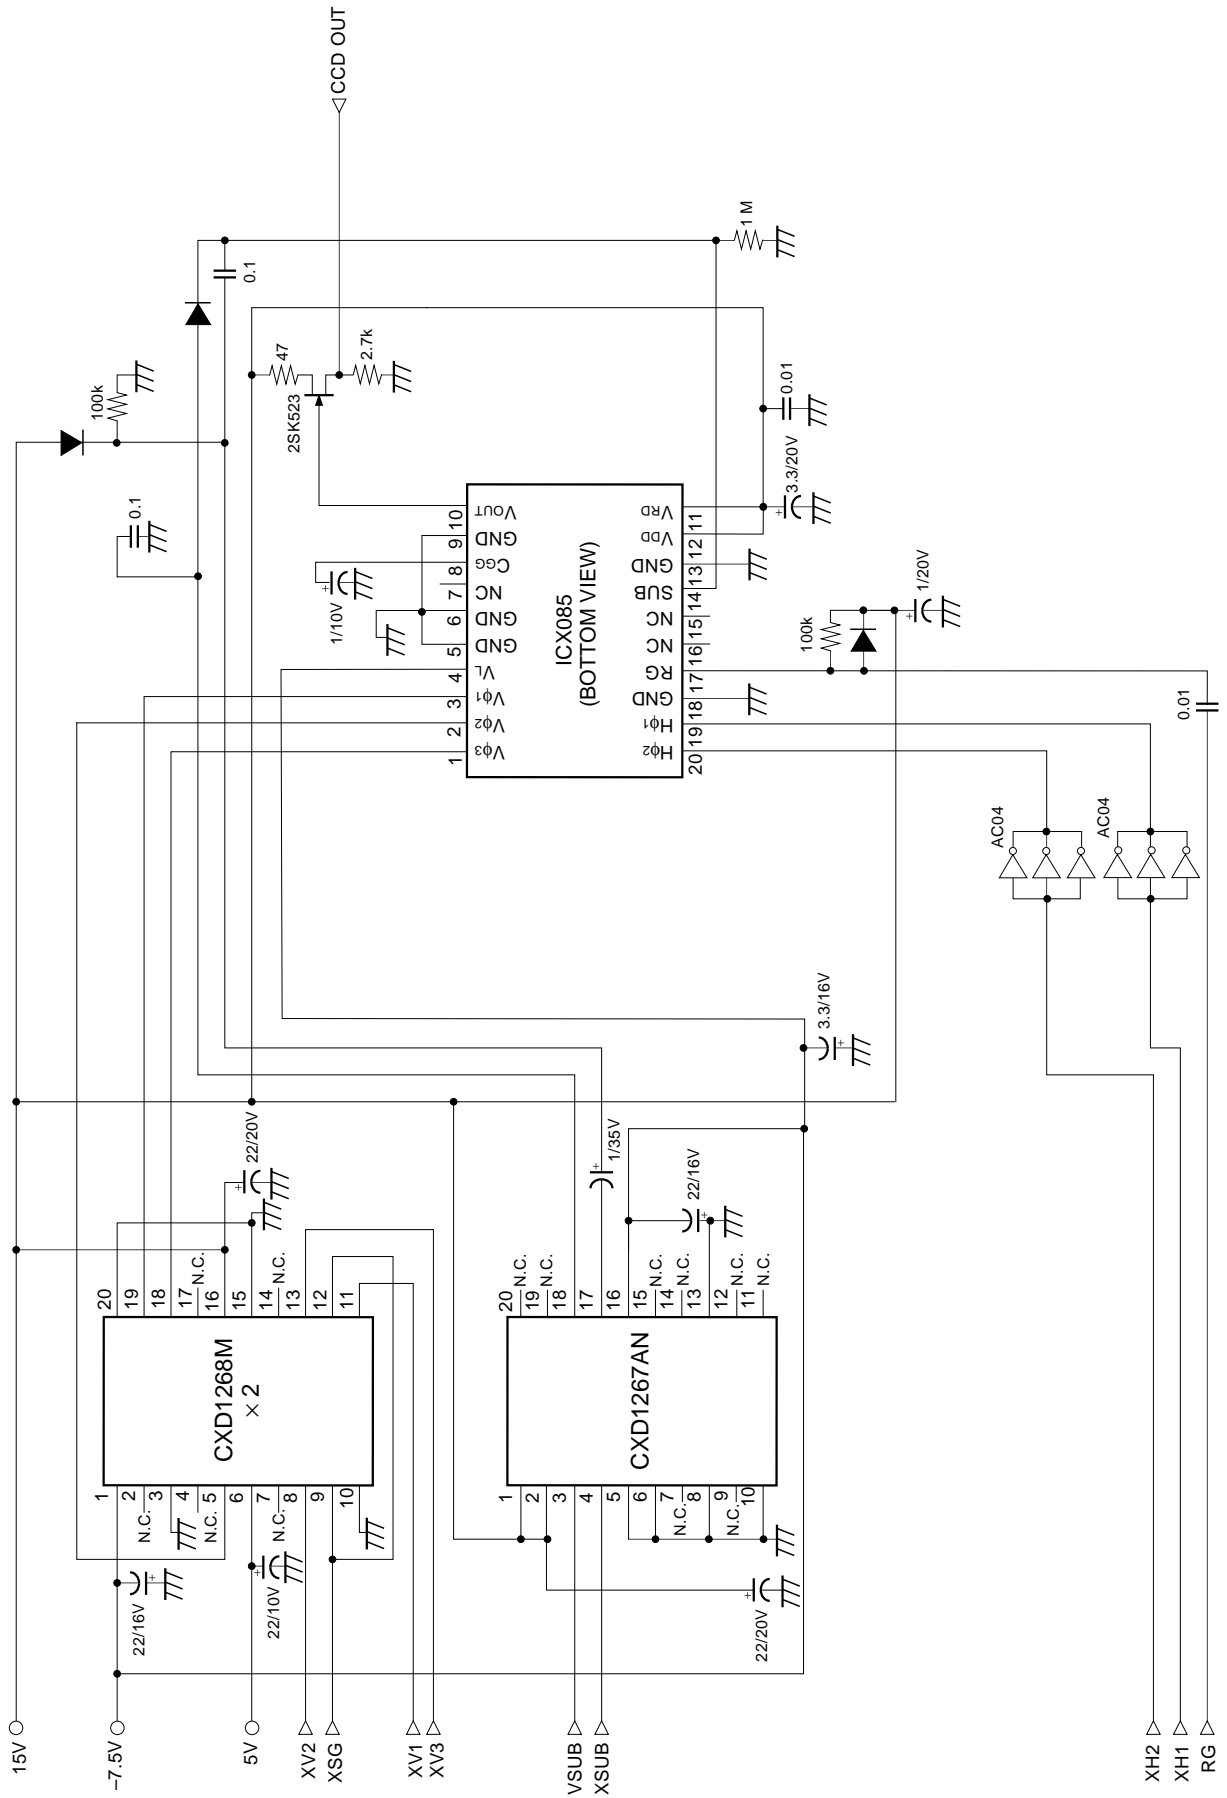 15V
–7.5V
5V
XV2
XSG
XV1
XV3
VSUB
XSUB
XH2
XH1
RG
22/16V
22/10V
22/20V
1
2
N.C.
3
4
N.C.
5
6
7
N.C.
8
9
10
CXD1268M
× 2
20
19
18
17
N.C.
16
15
14
N.C.
13
12
11
22/20V
1
2
3
4
5
6
7
N.C.
8
9
N.C.
10
CXD1267AN
20
N.C.
19
N.C.
18
17
16
15
14
N.C.
13
N.C.
12
11
N.C.
N.C.
22/16V
1/35V
3.3/16V
AC04
AC04
0.01
1
2
3
4
5
6
7
8
9
10
Vϕ3
Vϕ2
Vϕ1
VL
GND
GND
NC
CGG
GND
VOUT
ICX085
(BOTTOM VIEW)
Hϕ2
Hϕ1
GND
RG
NC
NC
SUB
GND
VDD
VRD
20
19
18
17
16
15
14
13
12
11
1/10V
100k
1/20V
3.3/20V
0.01
0.1
100k
2SK523
47
2.7k
0.1
1 M
CCD OUT